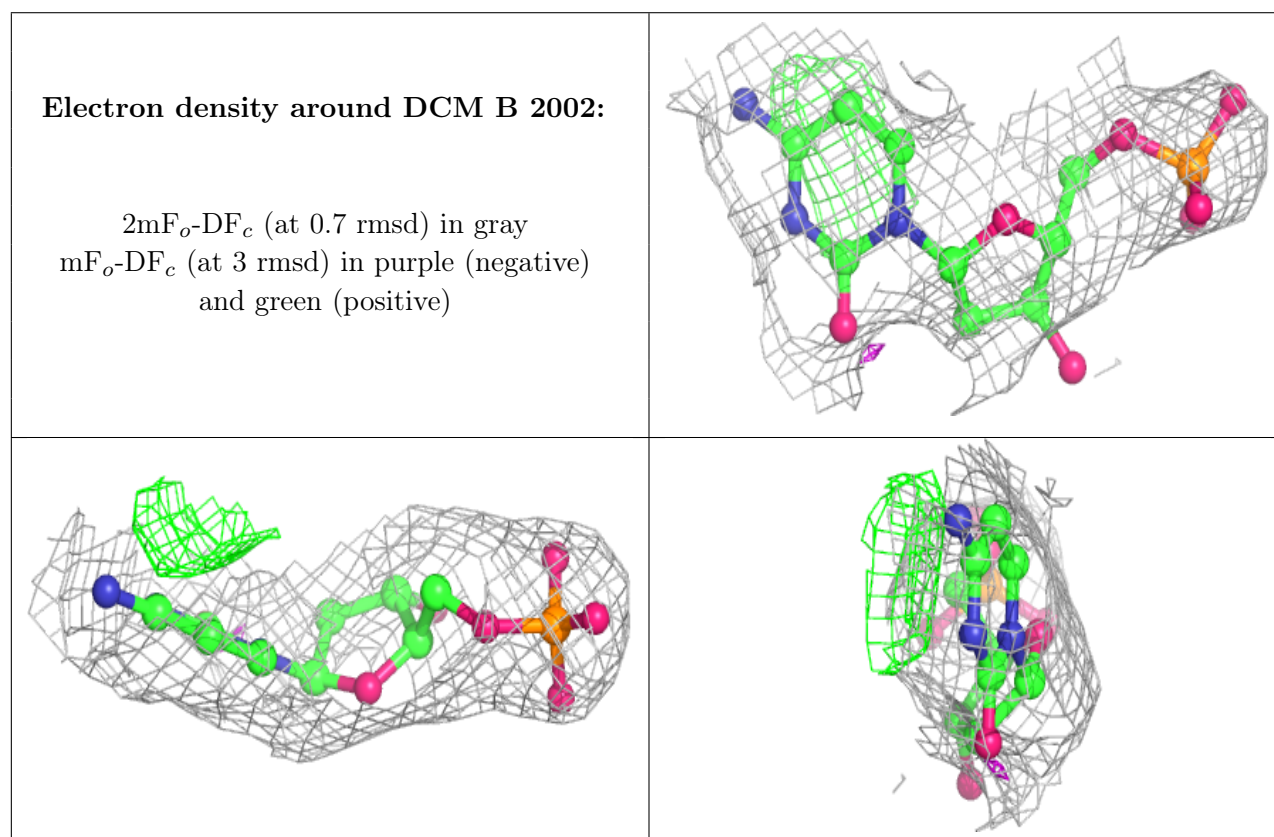 Electron density around DCM B 2002:
2mFo-DFc (at 0.7 rmsd) in gray
mFo-DFc (at 3 rmsd) in purple (negative)
and green (positive)